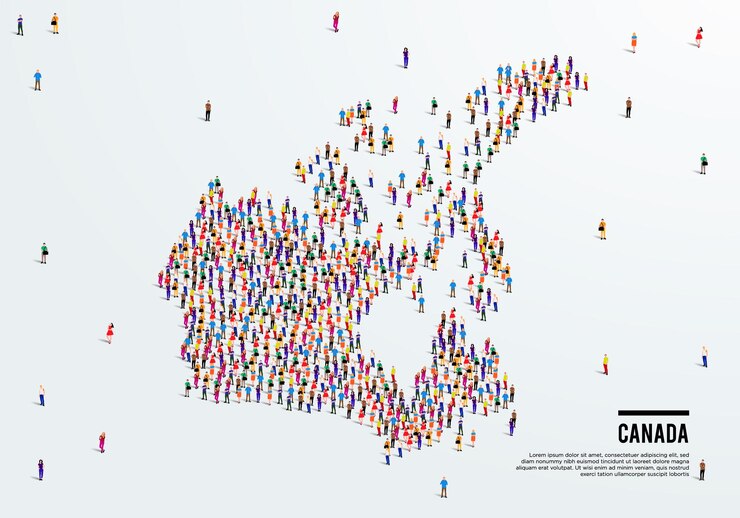 CANADA
Lorem ipsum dolor sit amet, consectetuer adipiscing elit, sed
diam nonummy nibh euismod tincidunt ut laoreet dolore magna
aliquam erat volutpat. Ut wisi enim ad minim veniam, quis nostrud
exerci tation ullamcorper suscipit lobortis